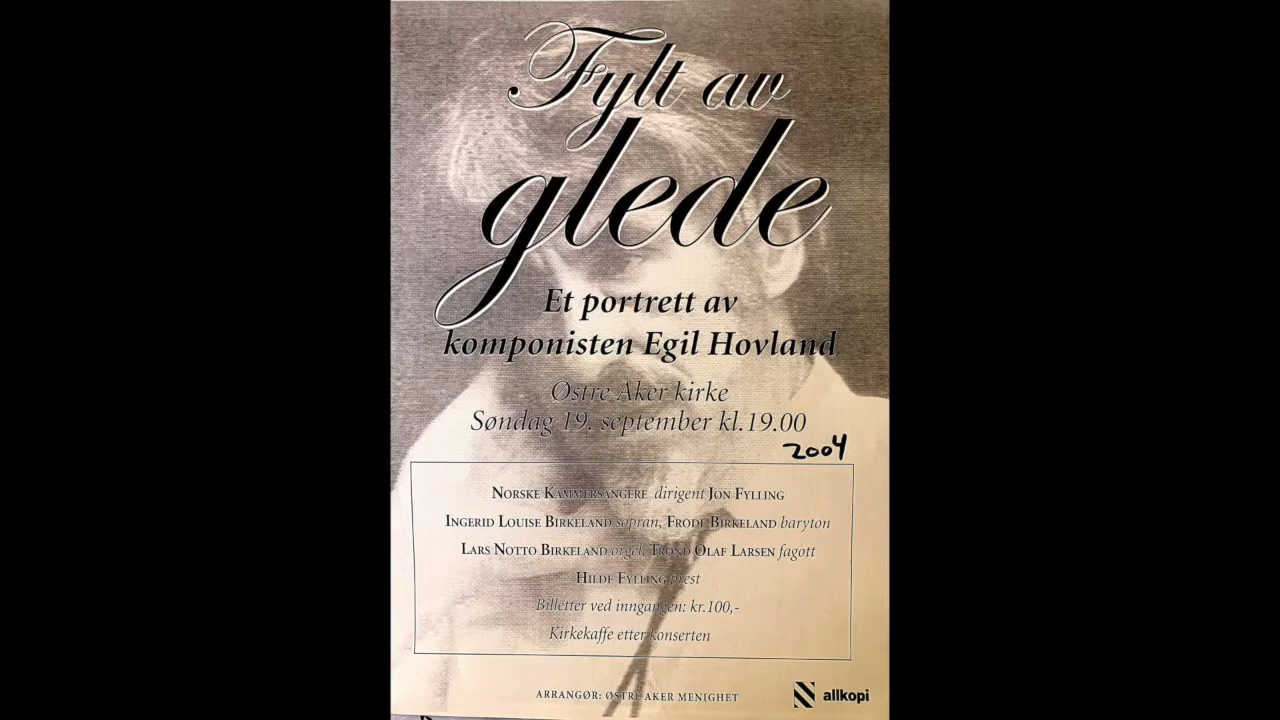 Fylt av
glede
Et portrett av
komponisten Egil Hovland
Østre Aker kirke
Søndag 19. september kl.19.00
2004
NORSKE KAMMERSANGERE dirigent JON FYLLING
INGERID LOUISE BIRKELAND sopran, FRODE BIRKELAND baryton
LARS NOTTO BIRKELAND orgel, TROND OLAF LARSEN fagott
HILDE FYLLING prest
Billetter ved inngangen: kr.100,-
Kirkekaffe etter konserten
ARRANGØR: ØSTRE AKER MENIGHET
allkopi